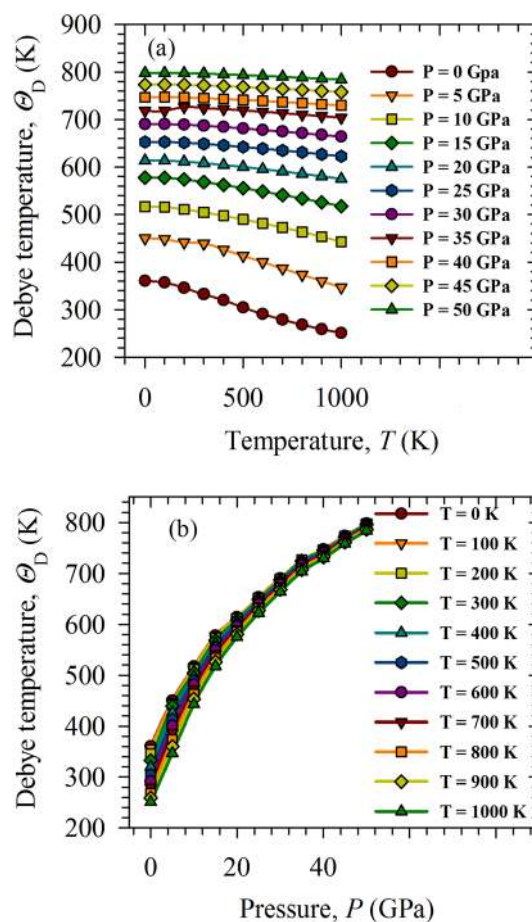 (a)
Debye temperature, Θ_D (K)
900
800
700
600
500
400
300
200
P = 0 Gpa
P = 5 GPa
P = 10 GPa
P = 15 GPa
P = 20 GPa
P = 25 GPa
P = 30 GPa
P = 35 GPa
P = 40 GPa
P = 45 GPa
P = 50 GPa
0 500 1000
Temperature, T (K)
(b)
Debye temperature, Θ_D (K)
800
700
600
500
400
300
200
T = 0 K
T = 100 K
T = 200 K
T = 300 K
T = 400 K
T = 500 K
T = 600 K
T = 700 K
T = 800 K
T = 900 K
T = 1000 K
0 20 40
Pressure, P (GPa)